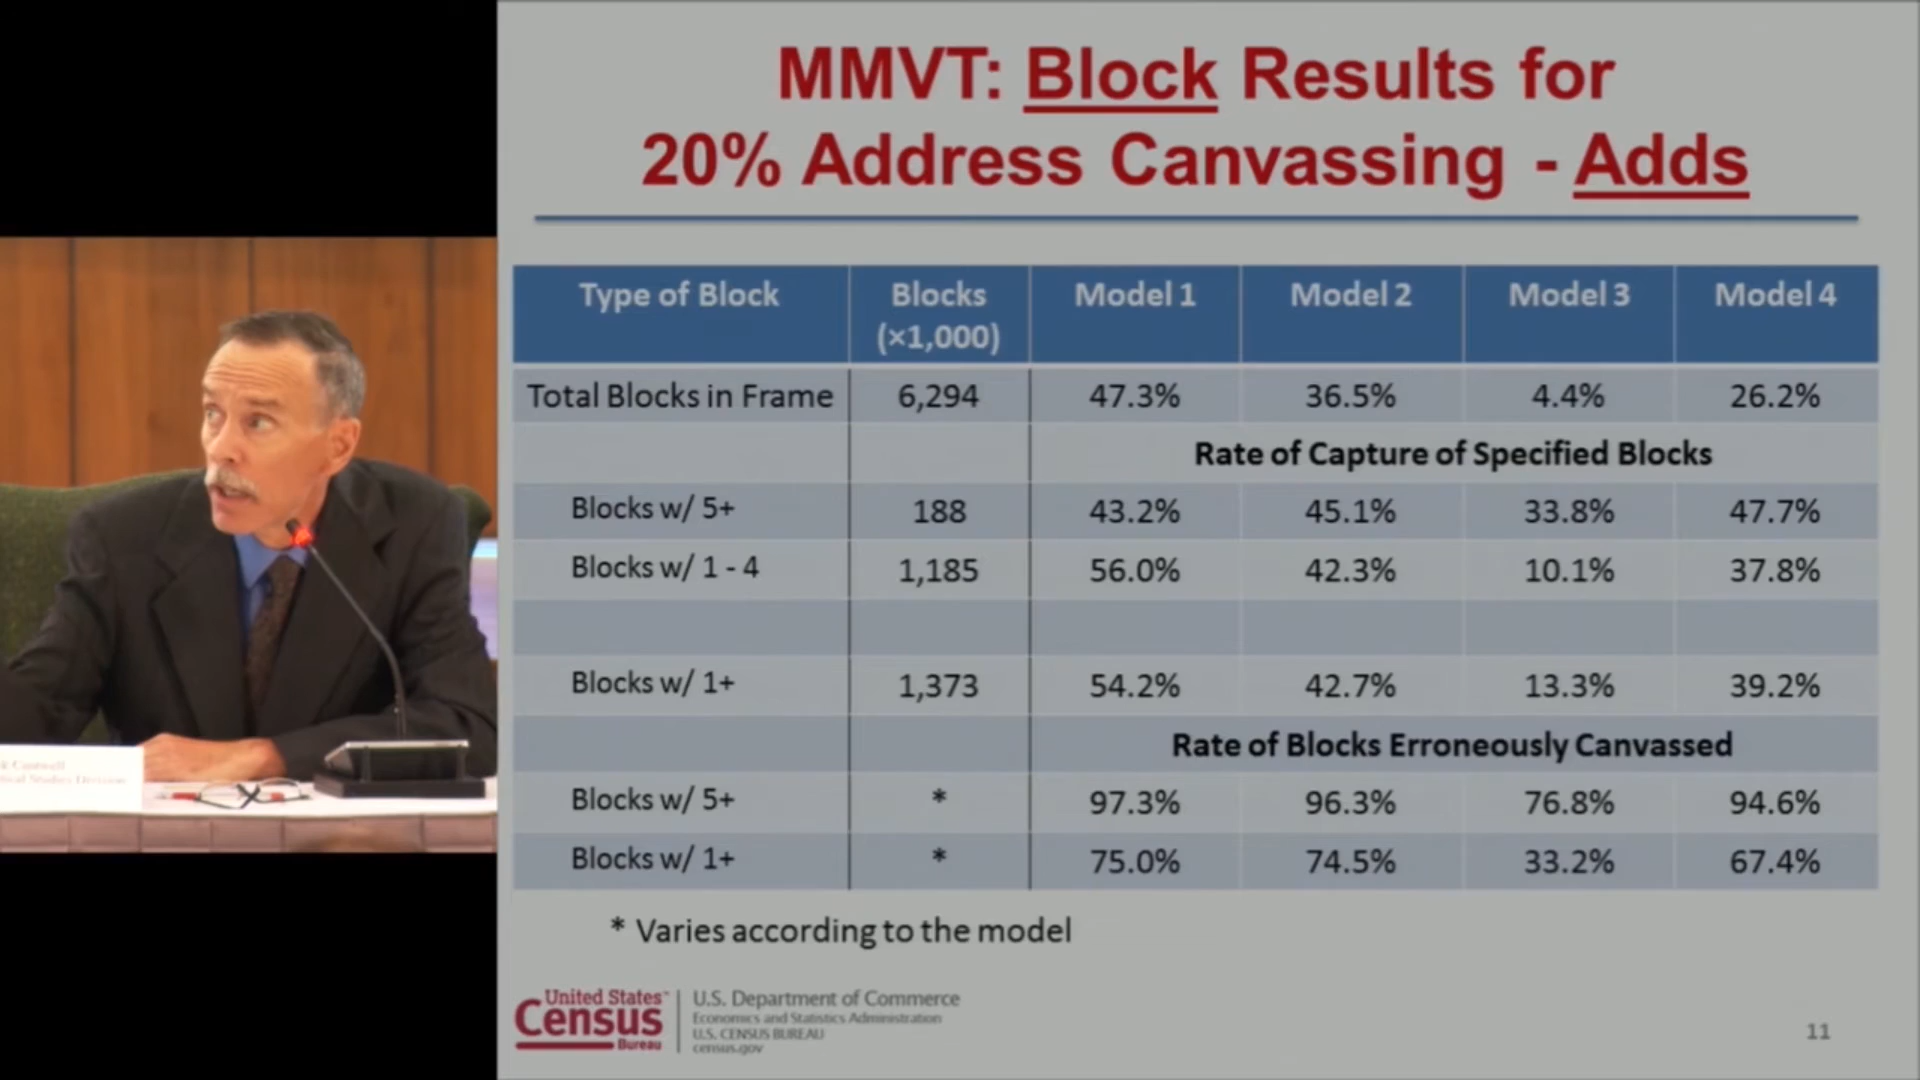 MMVT: Block Results for
20% Address Canvassing - Adds
Type of Block Blocks (×1,000) Model 1 Model 2 Model 3 Model 4
Total Blocks in Frame 6,294 47.3% 36.5% 4.4% 26.2%
Rate of Capture of Specified Blocks
Blocks w/ 5+ 188 43.2% 45.1% 33.8% 47.7%
Blocks w/ 1 - 4 1,185 56.0% 42.3% 10.1% 37.8%
Blocks w/ 1+ 1,373 54.2% 42.7% 13.3% 39.2%
Rate of Blocks Erroneously Canvassed
Blocks w/ 5+ * 97.3% 96.3% 76.8% 94.6%
Blocks w/ 1+ * 75.0% 74.5% 33.2% 67.4%
* Varies according to the model
United States™
Census
Bureau
U.S. Department of Commerce
Economics and Statistics Administration
U.S. CENSUS BUREAU
census.gov
11